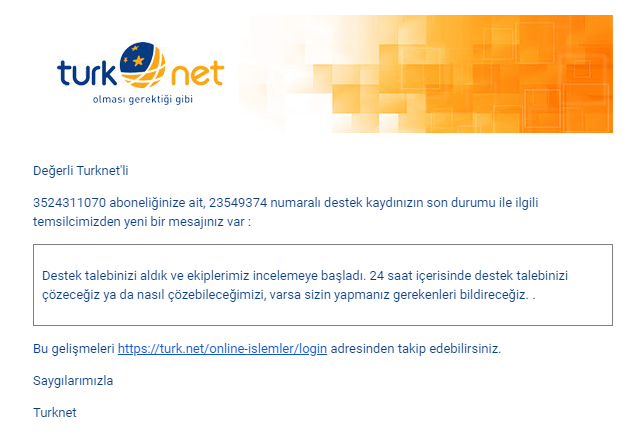 turk net
olması gerektiği gibi
Değerli Turknet'li
3524311070 aboneliğinize ait, 23549374 numaralı destek kaydınızın son durumu ile ilgili
temsilcimizden yeni bir mesajınız var :
Destek talebinizi aldık ve ekiplerimiz incelemeye başladı. 24 saat içerisinde destek talebinizi
çözeceğiz ya da nasıl çözebileceğimizi, varsa sizin yapmanız gerekenleri bildireceğiz. .
Bu gelişmeleri https://turk.net/online-islemler/login adresinden takip edebilirsiniz.
Saygılarımızla
Turknet